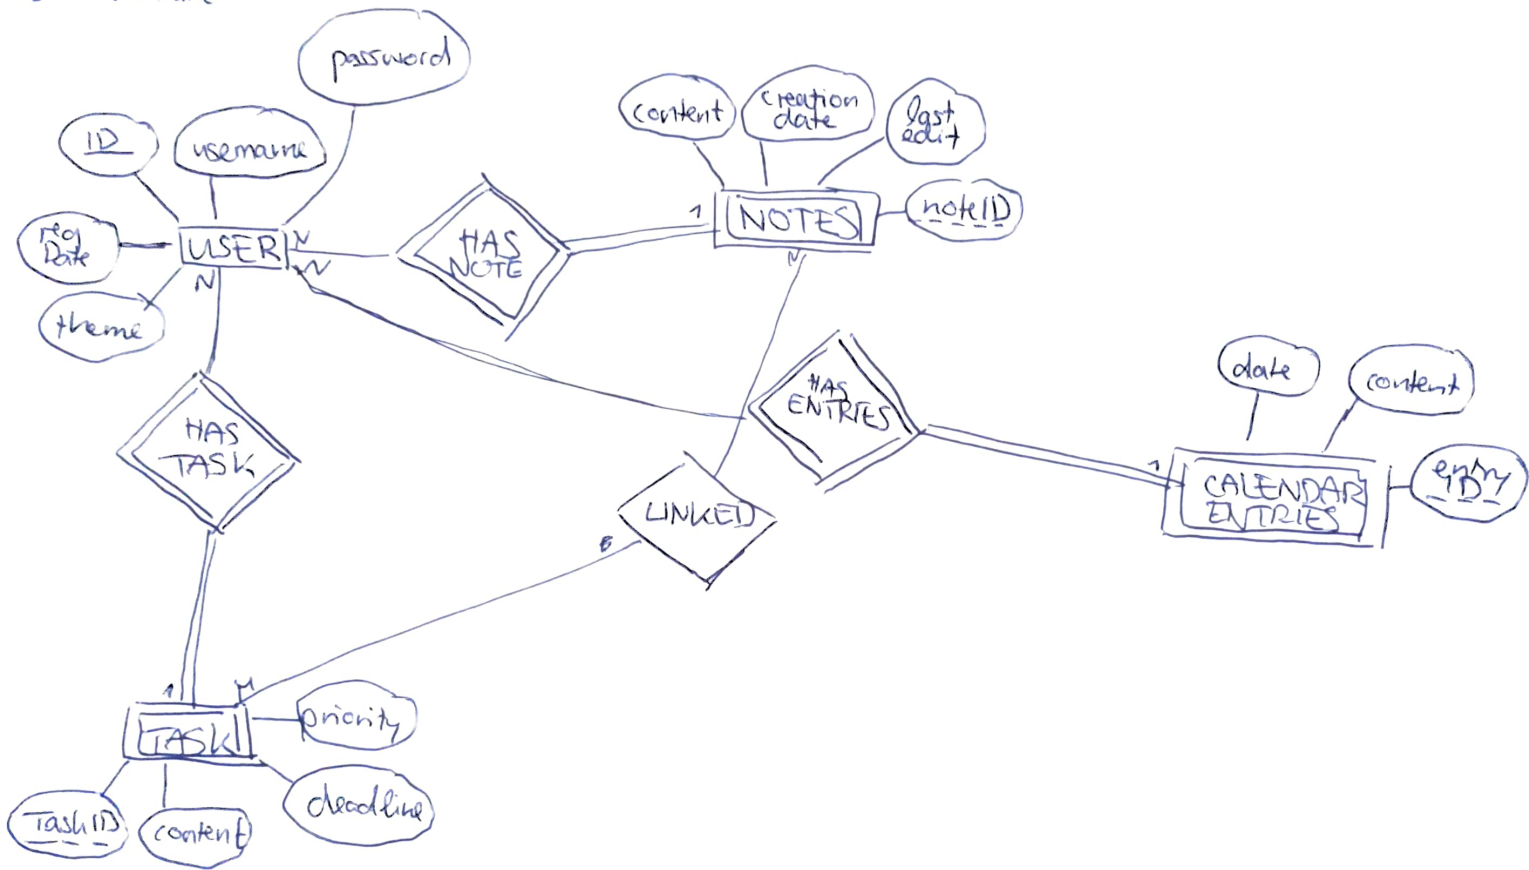 password
ID
username
content
creation
date
last
edit
reg
Date
USER
N
N
N
theme
HAS
NOTE
1
NOTES
noteID
N
HAS
TASK
HAS
ENTRIES
date
content
1
CALENDAR
ENTRIES
entry
ID
LINKED
1
M
TASK
priority
deadline
TaskID
content